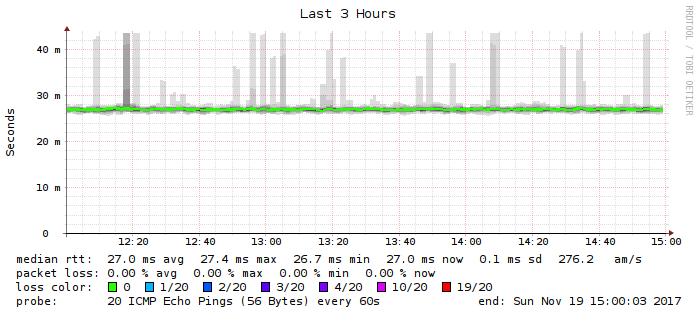 Last 3 Hours
RRDTOOL / TOBI OETIKER
Seconds
40 m
30 m
20 m
10 m
0
12:20 12:40 13:00 13:20 13:40 14:00 14:20 14:40 15:00
median rtt: 27.0 ms avg 27.4 ms max 26.7 ms min 27.0 ms now 0.1 ms sd 276.2 am/s
packet loss: 0.00 % avg 0.00 % max 0.00 % min 0.00 % now
loss color: 0 1/20 2/20 3/20 4/20 10/20 19/20
probe: 20 ICMP Echo Pings (56 Bytes) every 60s end: Sun Nov 19 15:00:03 2017